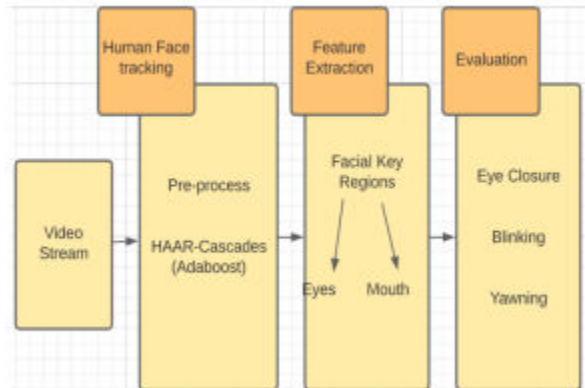 Human Face
tracking
Feature
Extraction
Evaluation
Video
Stream
Pre-process
HAAR-Cascades
(Adaboost)
Facial Key
Regions
Eyes
Mouth
Eye Closure
Blinking
Yawning